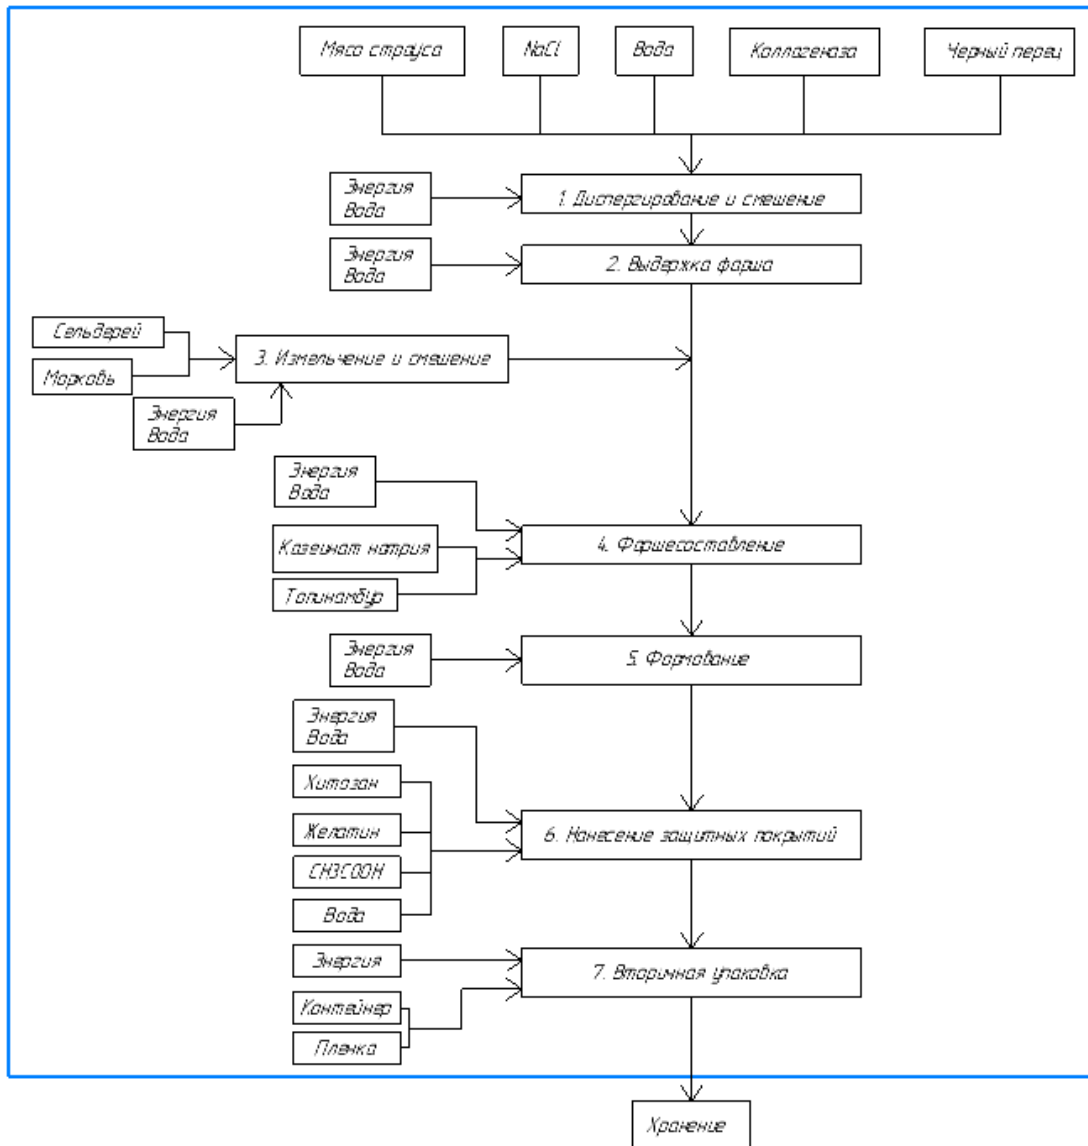 Мясо страуса
NaCl
Вода
Коллагеназа
Черный перец
Энергия
Вода
1. Диспергирование и смешение
Энергия
Вода
2. Выдержка фарша
Сельдерей
Морковь
3. Измельчение и смешение
Энергия
Вода
Энергия
Вода
Казеинат натрия
Топинамбур
4. Фаршесоставление
Энергия
Вода
5. Формование
Энергия
Вода
Хитозан
Желатин
CH3COOH
Вода
6. Нанесение защитных покрытий
Энергия
Контейнер
Пленка
7. Вторичная упаковка
Хранение